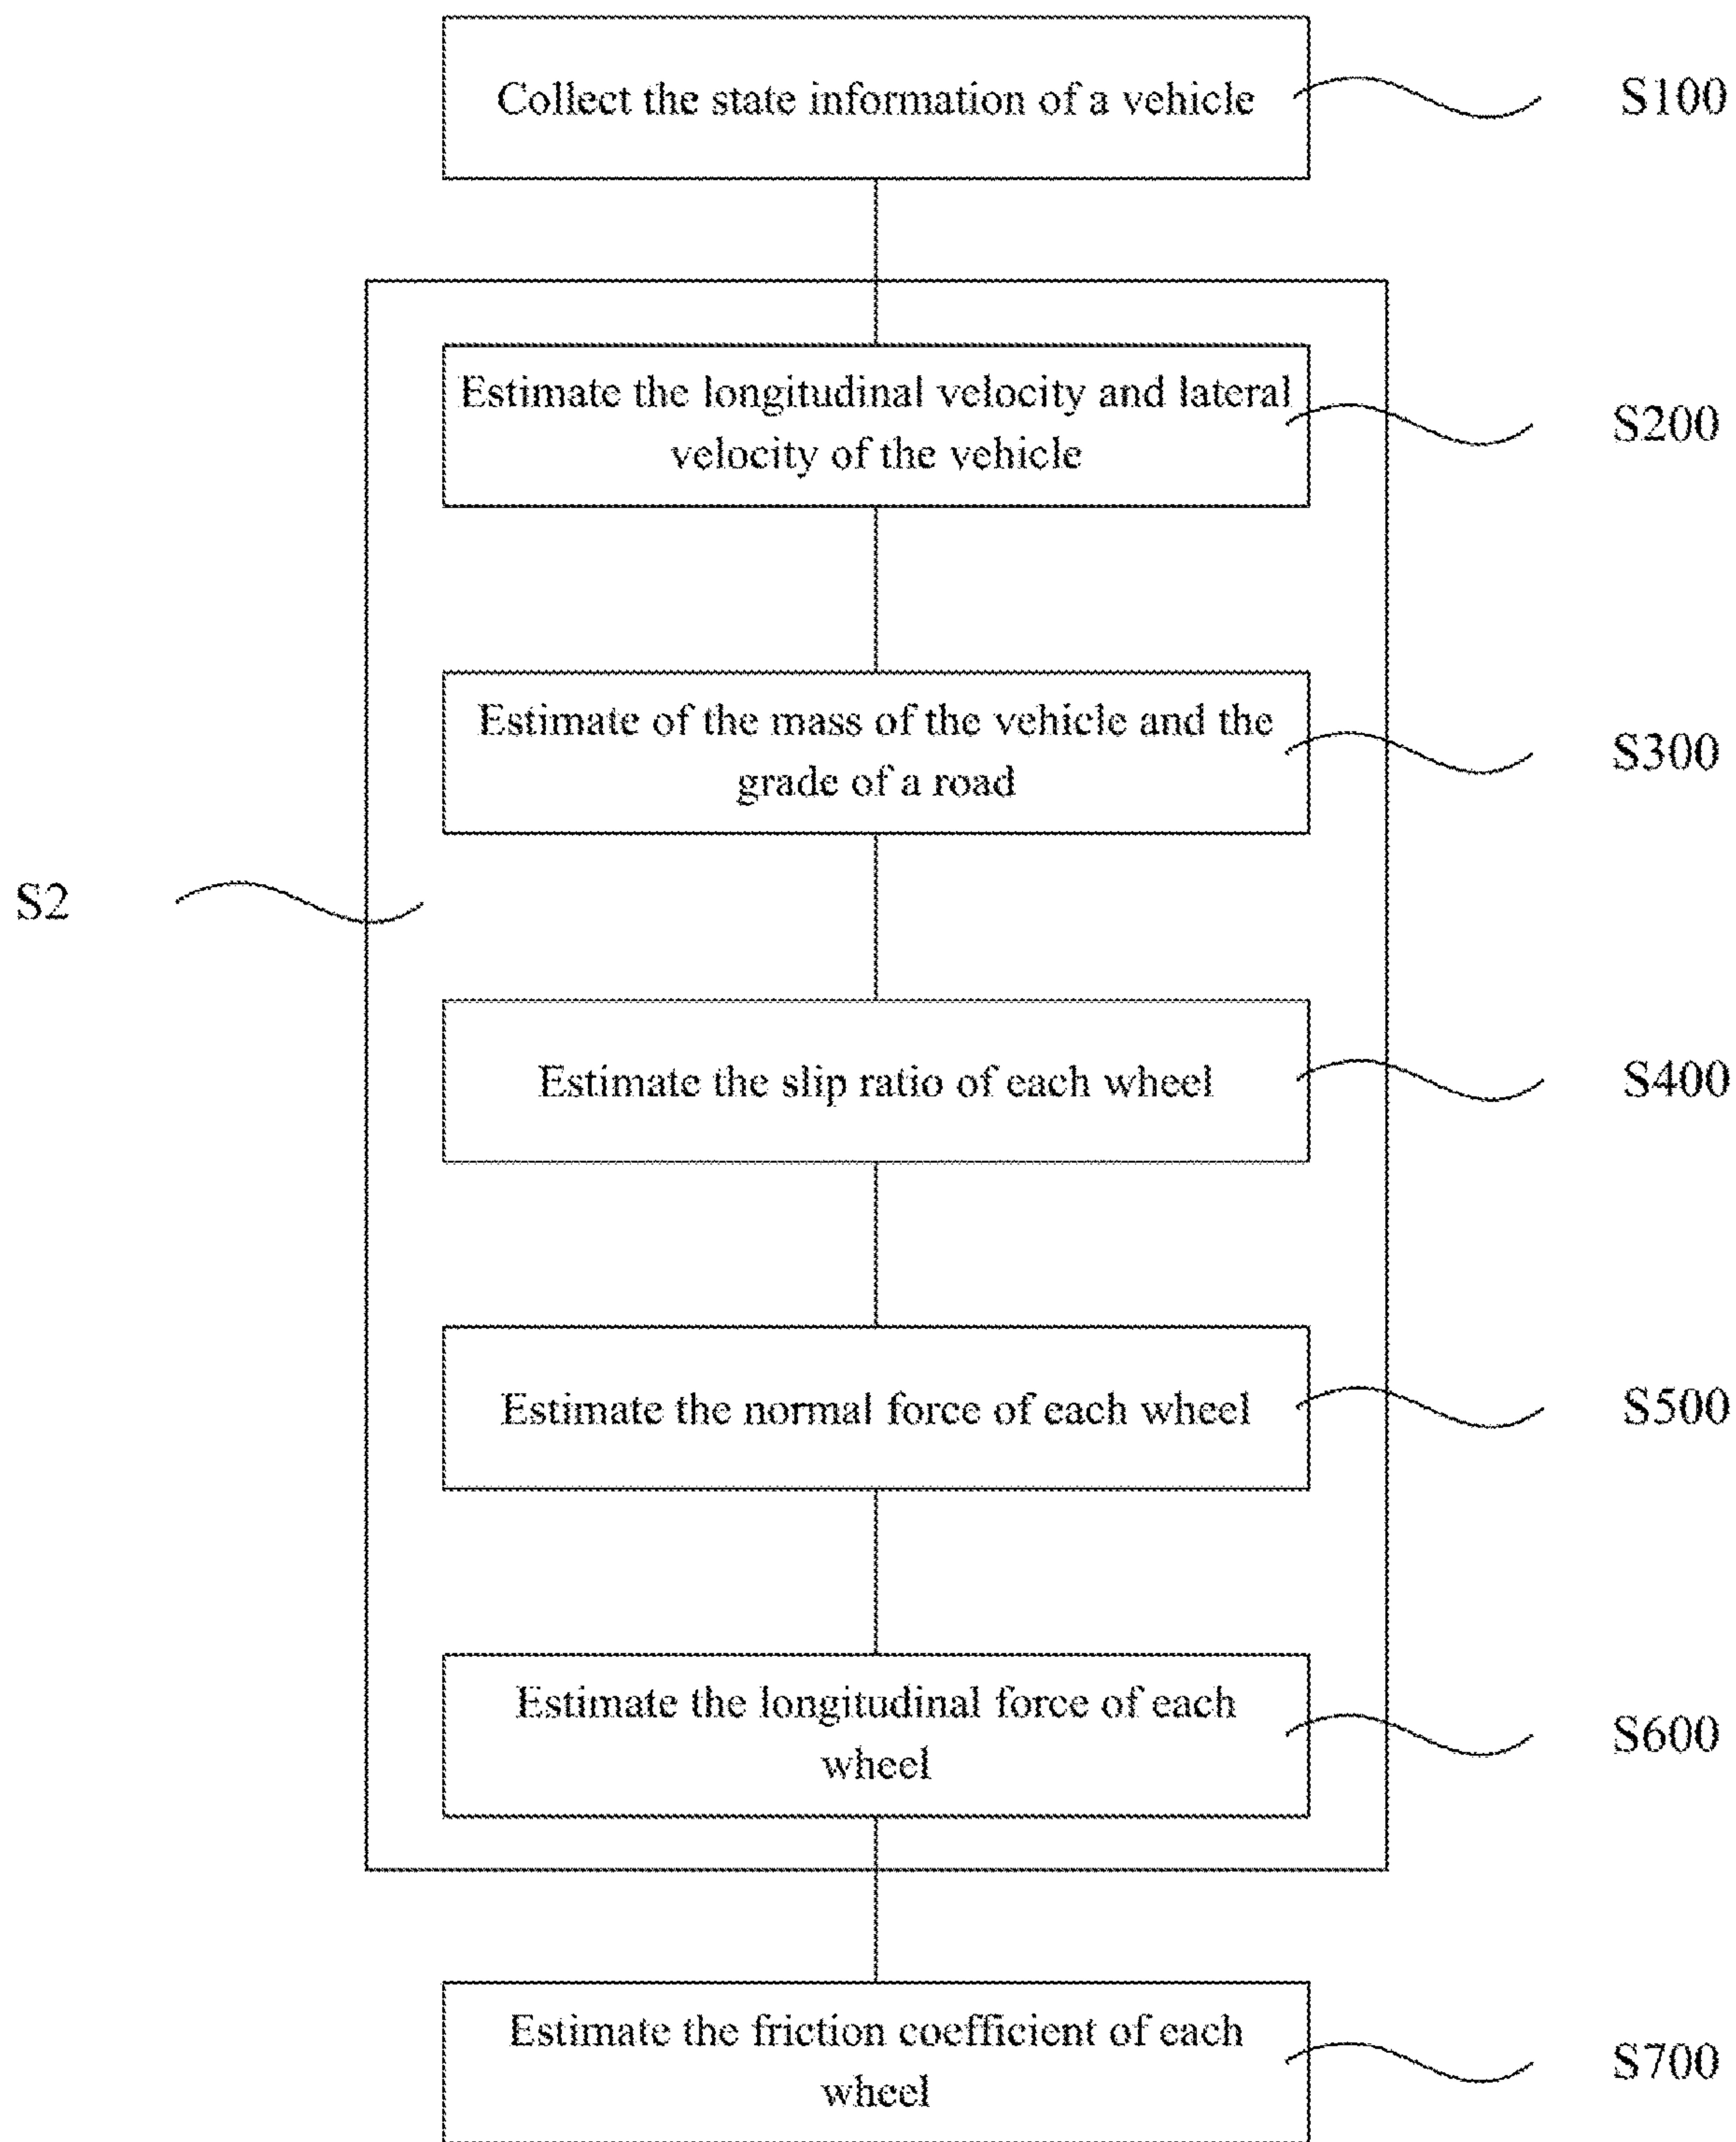 Collect the state information of a vehicle
S100
Estimate the longitudinal velocity and lateral
velocity of the vehicle
S200
Estimate of the mass of the vehicle and the
grade of a road
S300
S2
Estimate the slip ratio of each wheel
S400
Estimate the normal force of each wheel
S500
Estimate the longitudinal force of each
wheel
S600
Estimate the friction coefficient of each
wheel
S700